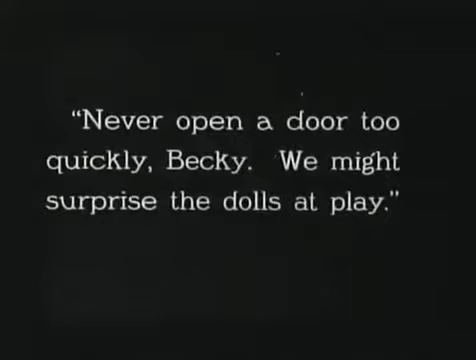 “Never open a door too
quickly, Becky. We might
surprise the dolls at play.”